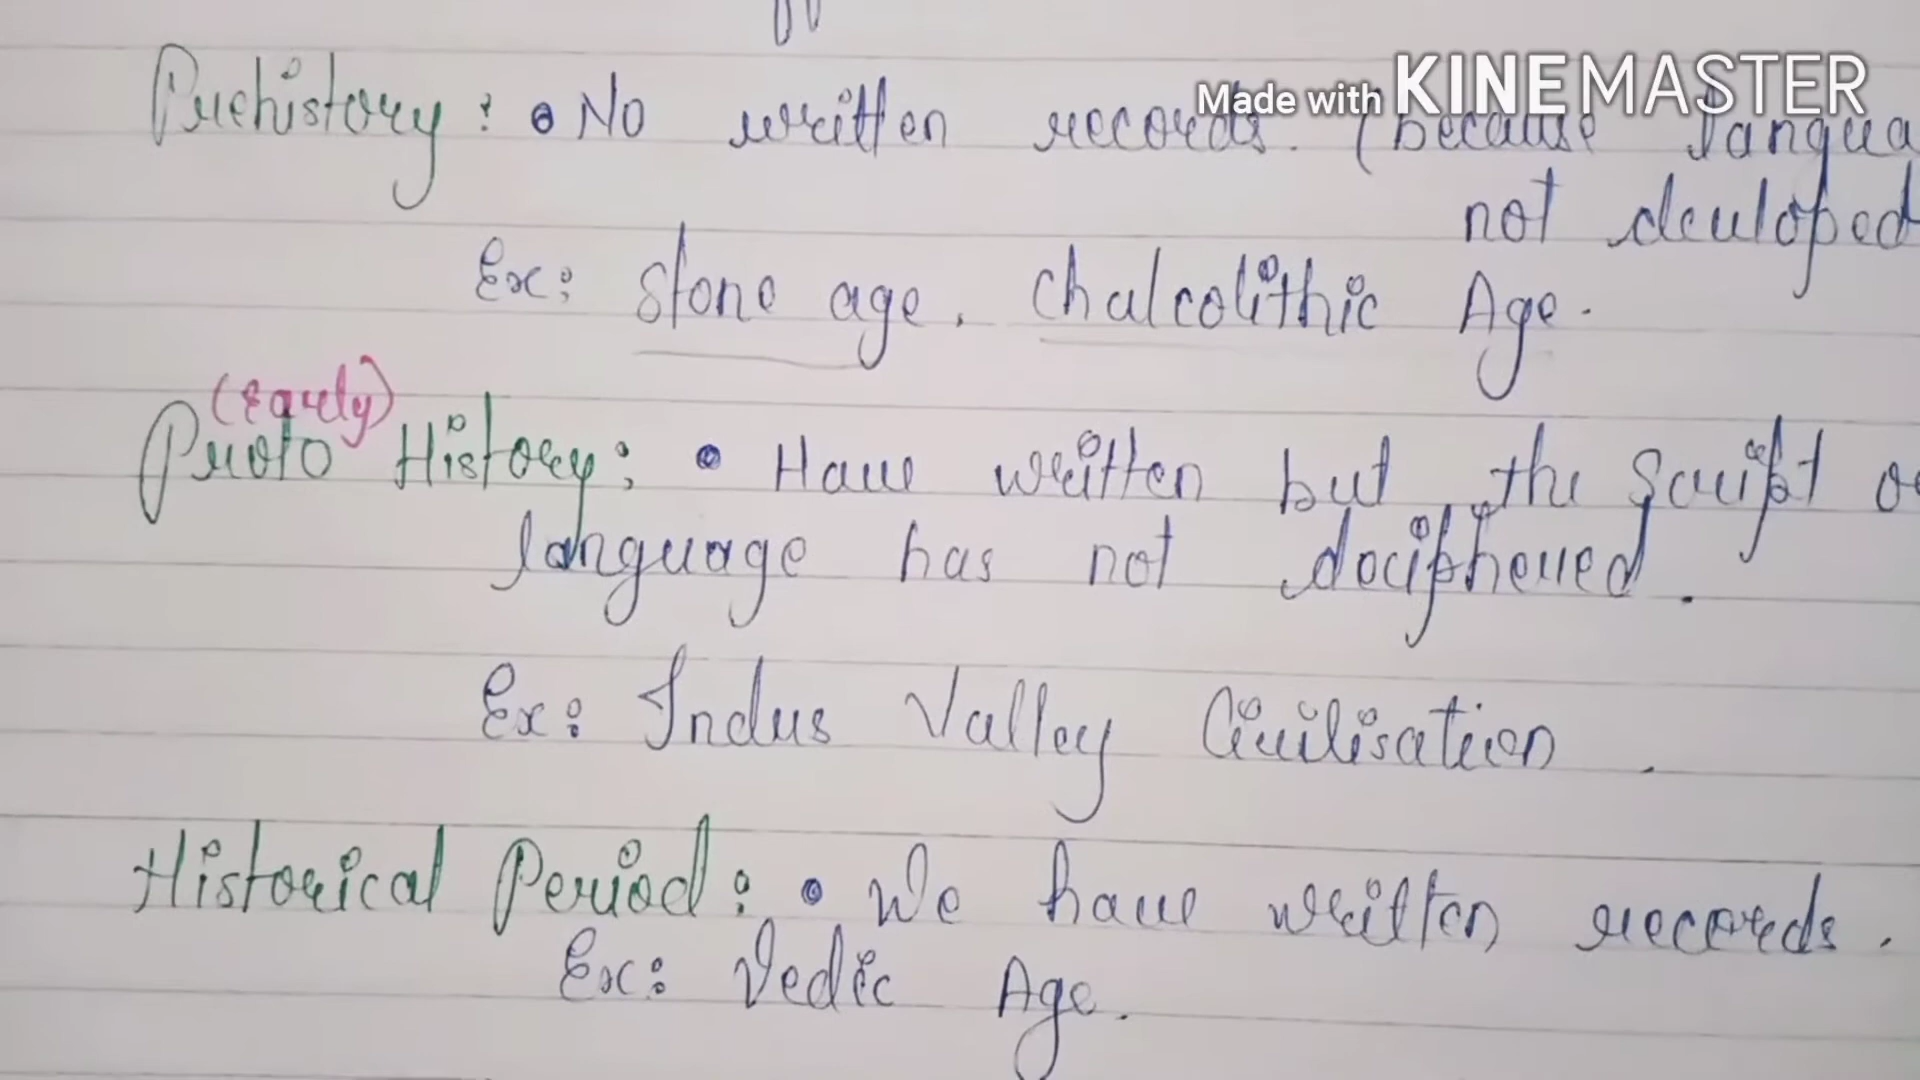 Made with KINEMASTER
Prehistory : • No written records. (because langua
not devloped
Ex: Stone age, Chalcolithic Age.
(Early)
Proto History: • Have written but the Script or
language has not deciphered.
Ex: Indus Valley Civilisation.
Historical Period: • We have written records.
Ex: Vedic Age.